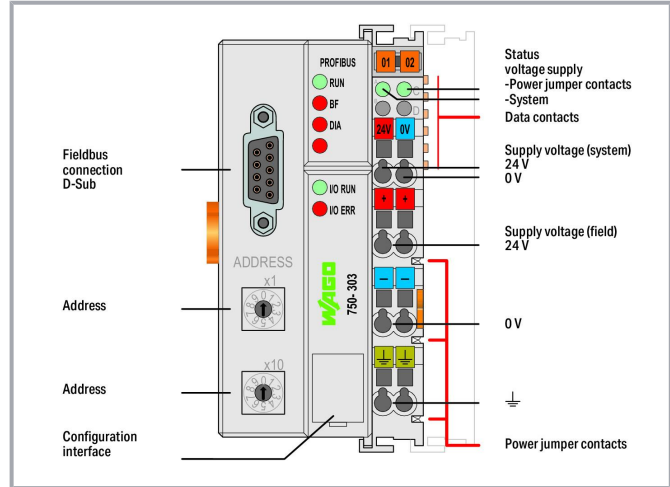 Fieldbus
connection
D-Sub
Address
Address
Configuration
interface
PROFIBUS
RUN
BF
DIA
I/O RUN
I/O ERR
ADDRESS
x1
x10
WAGO
750-303
01 02
C
D
24V 0V
+ +
— —
Status
voltage supply
-Power jumper contacts
-System
Data contacts
Supply voltage (system)
24 V
0 V
Supply voltage (field)
24 V
0 V
Power jumper contacts